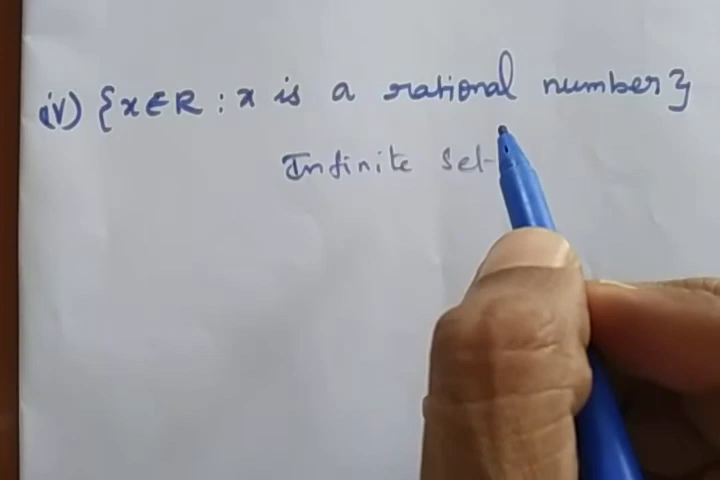 iv) {x∈R : x is a rational number}
Infinite set